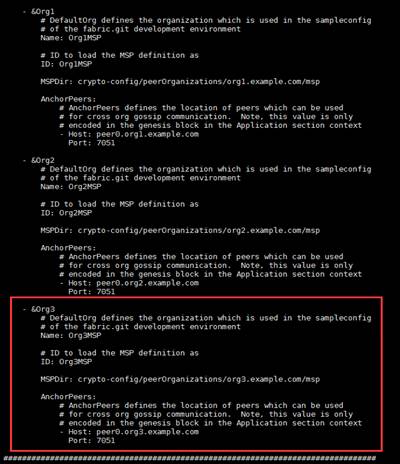 - &Org1
# DefaultOrg defines the organization which is used in the sampleconfig
# of the fabric.git development environment
Name: Org1MSP
# ID to load the MSP definition as
ID: Org1MSP
MSPDir: crypto-config/peerOrganizations/org1.example.com/msp
AnchorPeers:
# AnchorPeers defines the location of peers which can be used
# for cross org gossip communication.  Note, this value is only
# encoded in the genesis block in the Application section context
- Host: peer0.org1.example.com
Port: 7051
- &Org2
# DefaultOrg defines the organization which is used in the sampleconfig
# of the fabric.git development environment
Name: Org2MSP
# ID to load the MSP definition as
ID: Org2MSP
MSPDir: crypto-config/peerOrganizations/org2.example.com/msp
AnchorPeers:
# AnchorPeers defines the location of peers which can be used
# for cross org gossip communication.  Note, this value is only
# encoded in the genesis block in the Application section context
- Host: peer0.org2.example.com
Port: 7051
- &Org3
# DefaultOrg defines the organization which is used in the sampleconfig
# of the fabric.git development environment
Name: Org3MSP
# ID to load the MSP definition as
ID: Org3MSP
MSPDir: crypto-config/peerOrganizations/org3.example.com/msp
AnchorPeers:
# AnchorPeers defines the location of peers which can be used
# for cross org gossip communication.  Note, this value is only
# encoded in the genesis block in the Application section context
- Host: peer0.org3.example.com
Port: 7051
################################################################################